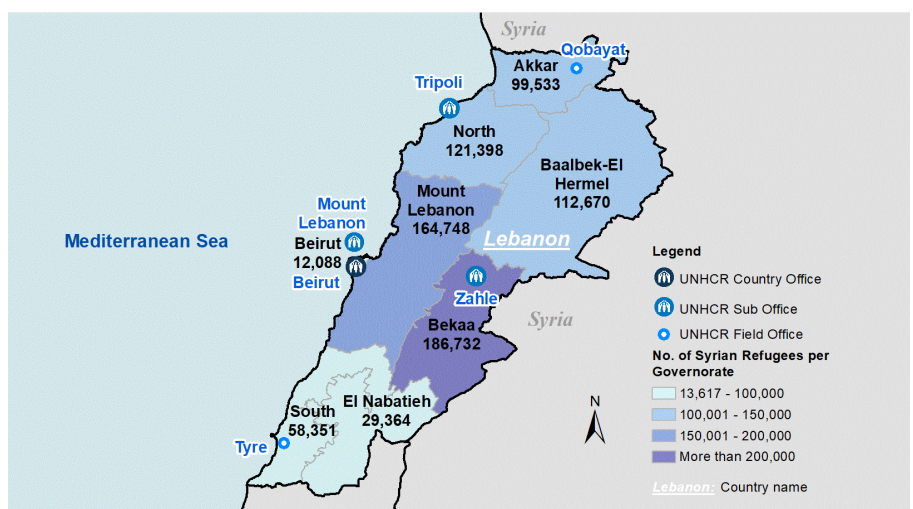 Syria
Qobayat
Akkar
99,533
Tripoli
North
121,398
Baalbek-El
Hermel
112,670
Mount
Lebanon
164,748
Mount
Lebanon
Beirut
12,088
Beirut
Mediterranean Sea
Lebanon
Zahle
Bekaa
186,732
Syria
El Nabatieh
29,364
South
58,351
Tyre
N
Legend
UNHCR Country Office
UNHCR Sub Office
UNHCR Field Office
No. of Syrian Refugees per
Governorate
13,617 - 100,000
100,001 - 150,000
150,001 - 200,000
More than 200,000
Lebanon: Country name